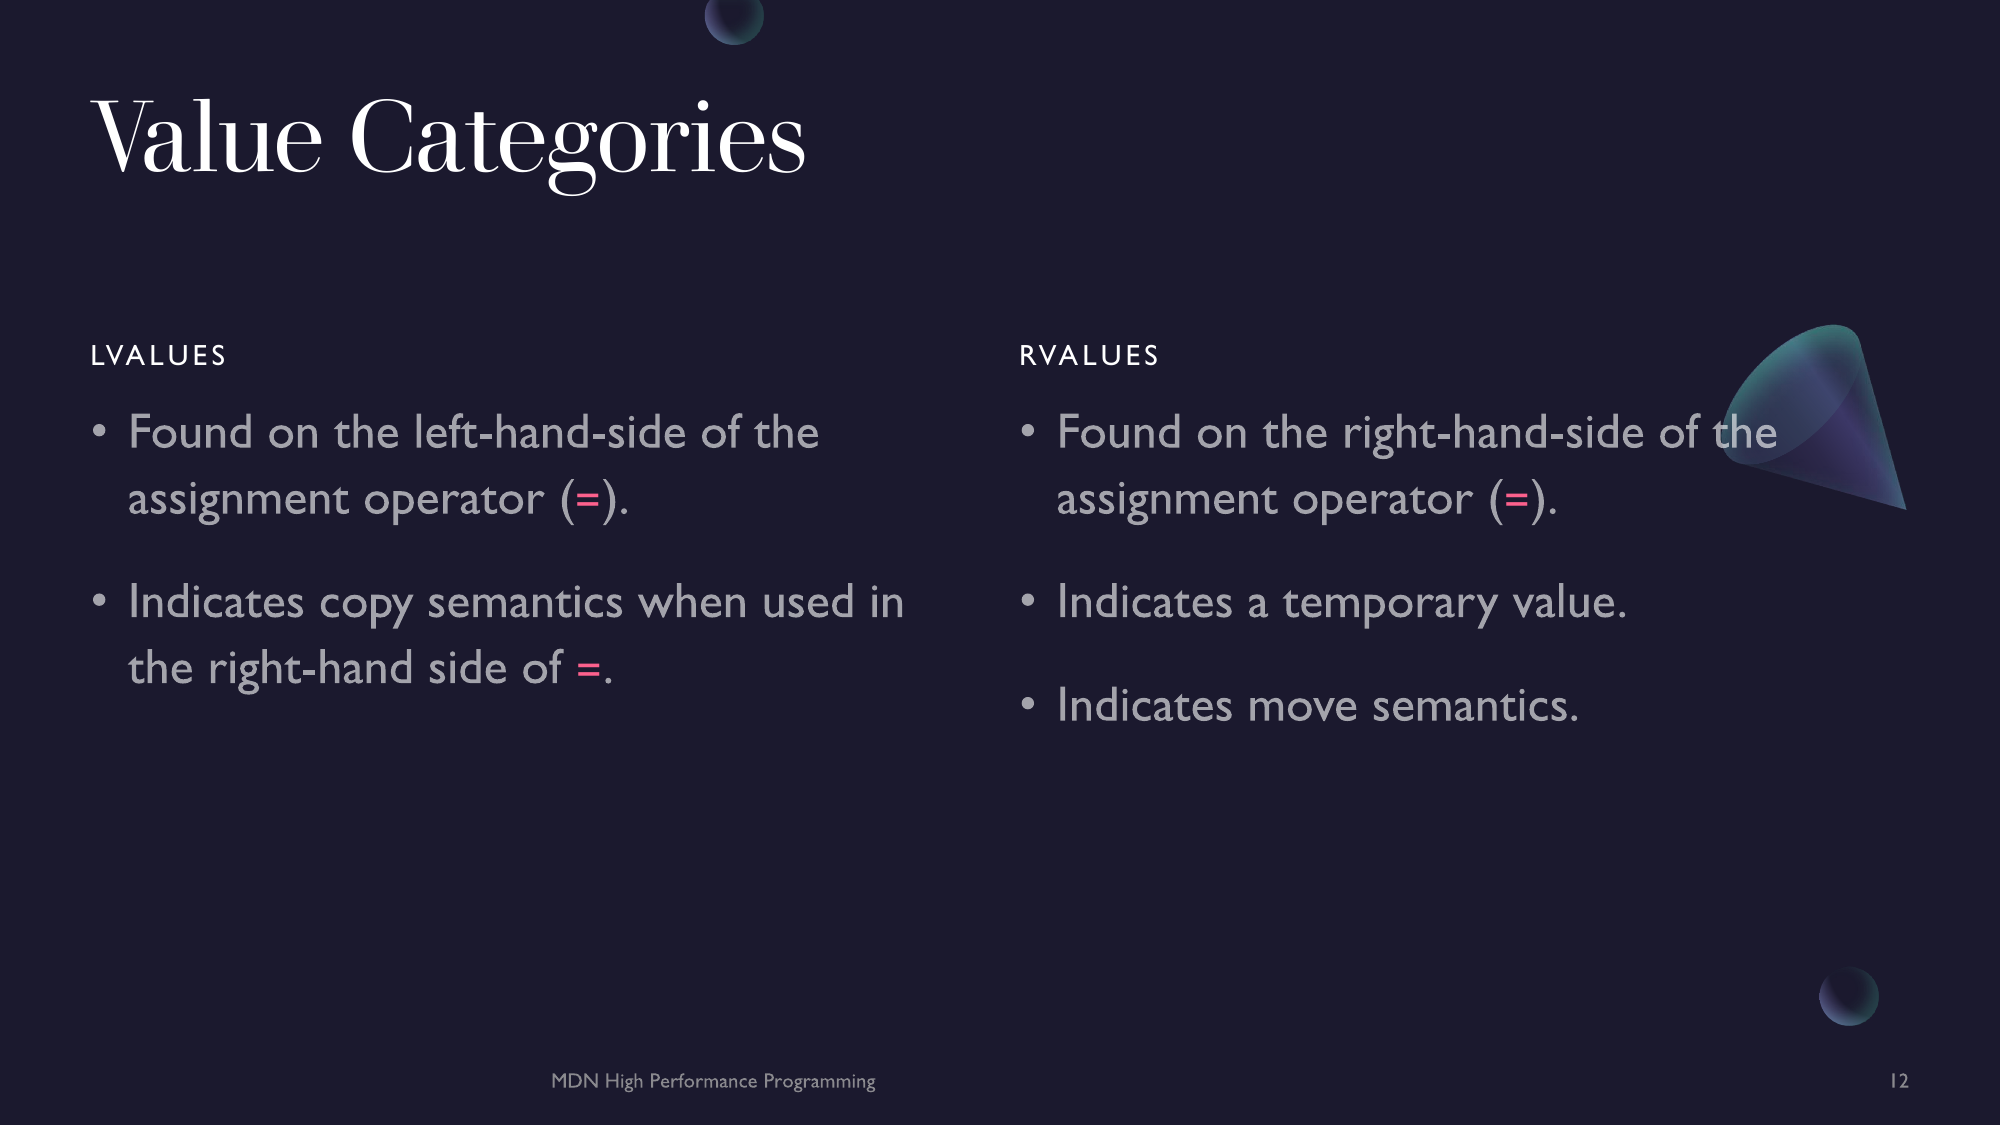 Value Categories
LVALUES
• Found on the left-hand-side of the
assignment operator (=).
• Indicates copy semantics when used in
the right-hand side of =.
RVALUES
• Found on the right-hand-side of the
assignment operator (=).
• Indicates a temporary value.
• Indicates move semantics.
MDN High Performance Programming
12